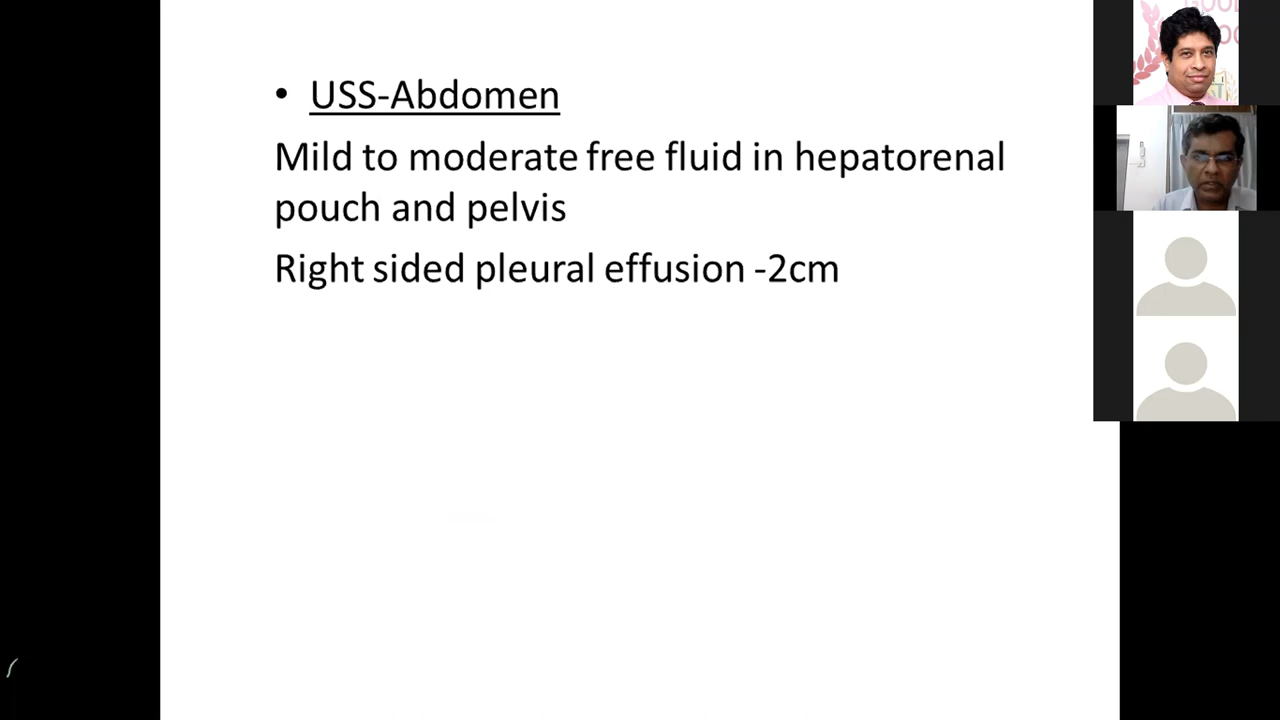 • USS-Abdomen
Mild to moderate free fluid in hepatorenal
pouch and pelvis
Right sided pleural effusion -2cm